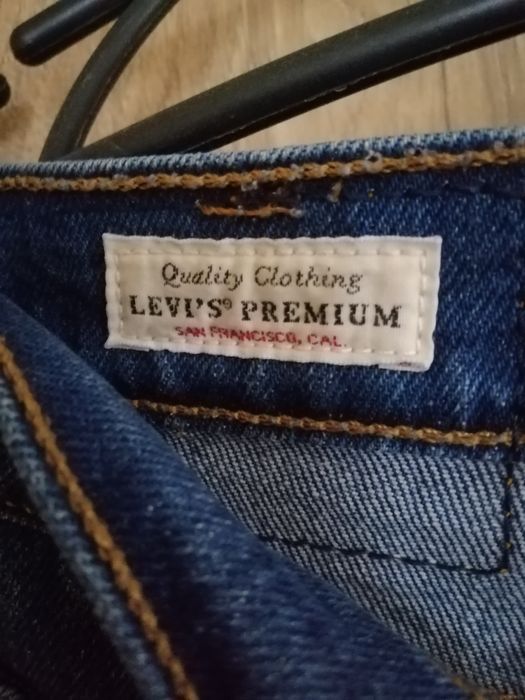 Quality Clothing
LEVI'S® PREMIUM
SAN FRANCISCO, CAL.